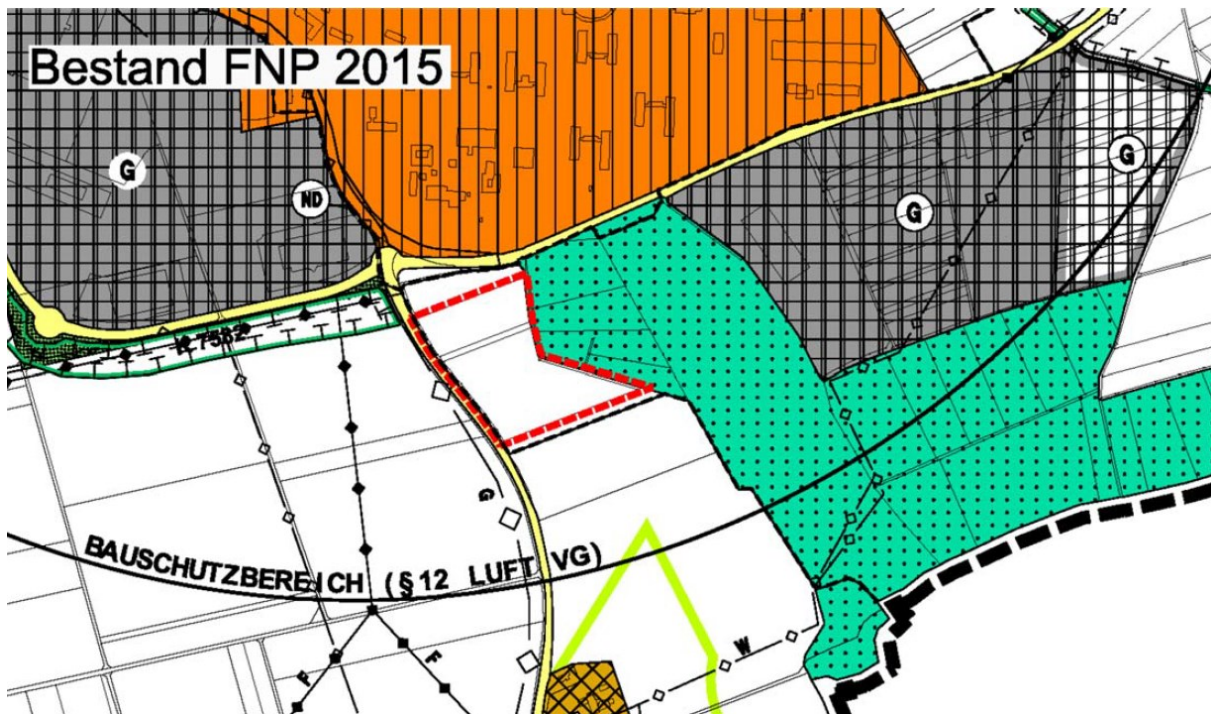 Bestand FNP 2015
G
G
ND
G
K 7582
G
BAUSCHUTZBEREICH (§ 12 LUFT VG)
F
F
W